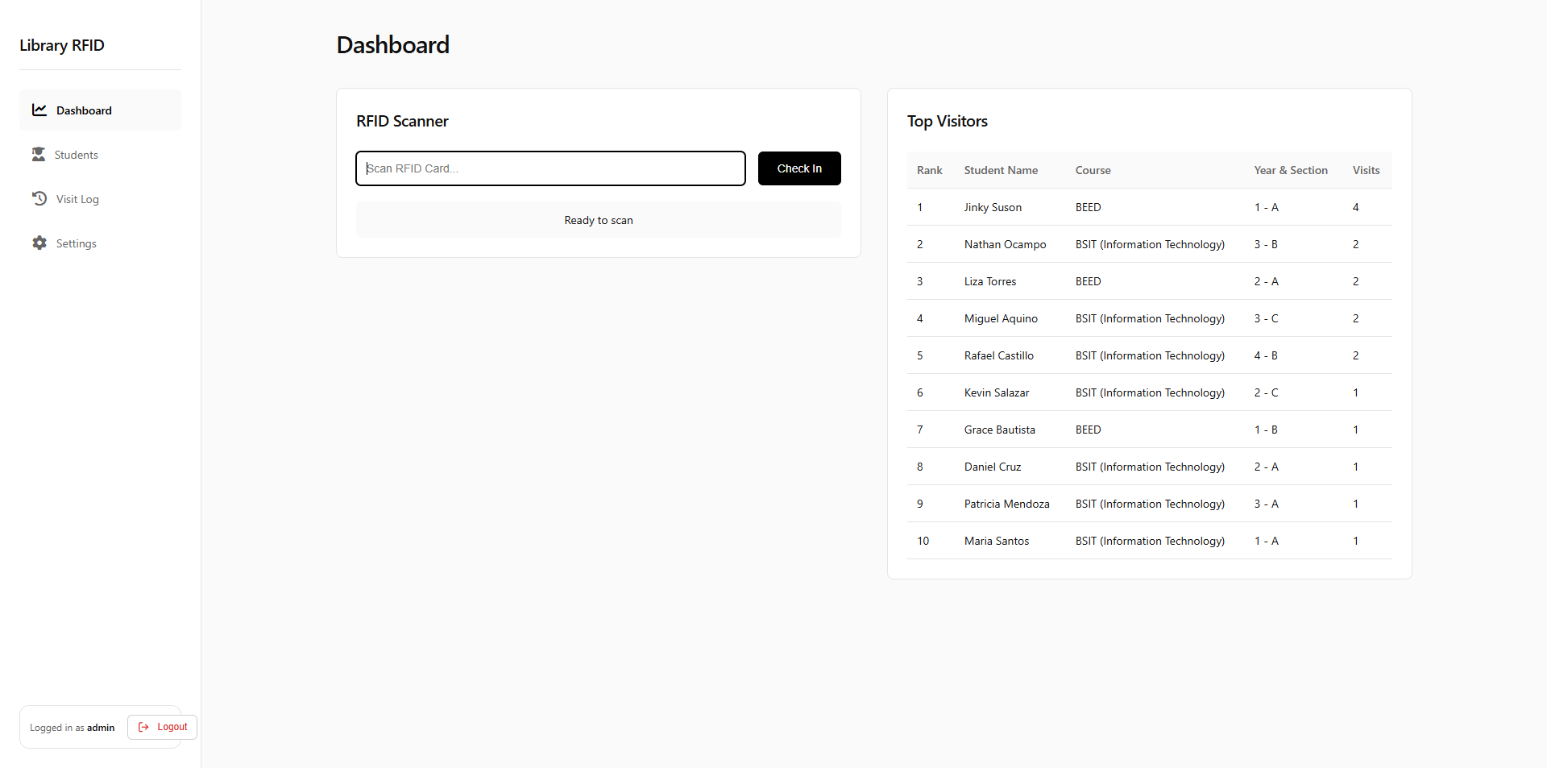 Library RFID
Dashboard
Students
Visit Log
Settings
Logged in as admin
Logout
Dashboard
RFID Scanner
Scan RFID Card...
Check In
Ready to scan
Top Visitors
Rank Student Name Course Year & Section Visits
1 Jinky Suson BEED 1 - A 4
2 Nathan Ocampo BSIT (Information Technology) 3 - B 2
3 Liza Torres BEED 2 - A 2
4 Miguel Aquino BSIT (Information Technology) 3 - C 2
5 Rafael Castillo BSIT (Information Technology) 4 - B 2
6 Kevin Salazar BSIT (Information Technology) 2 - C 1
7 Grace Bautista BEED 1 - B 1
8 Daniel Cruz BSIT (Information Technology) 2 - A 1
9 Patricia Mendoza BSIT (Information Technology) 3 - A 1
10 Maria Santos BSIT (Information Technology) 1 - A 1